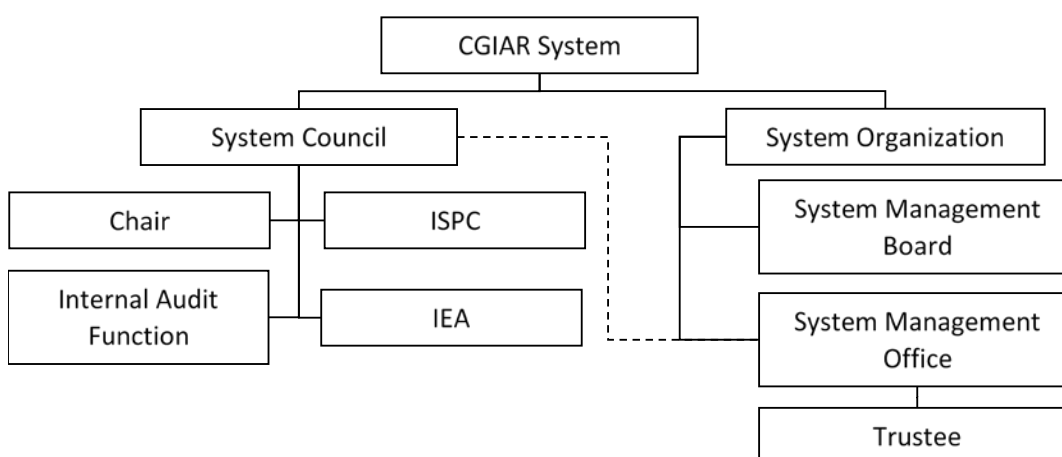 CGIAR System
System Council
System Organization
Chair
ISPC
System Management
Board
Internal Audit
Function
IEA
System Management
Office
Trustee